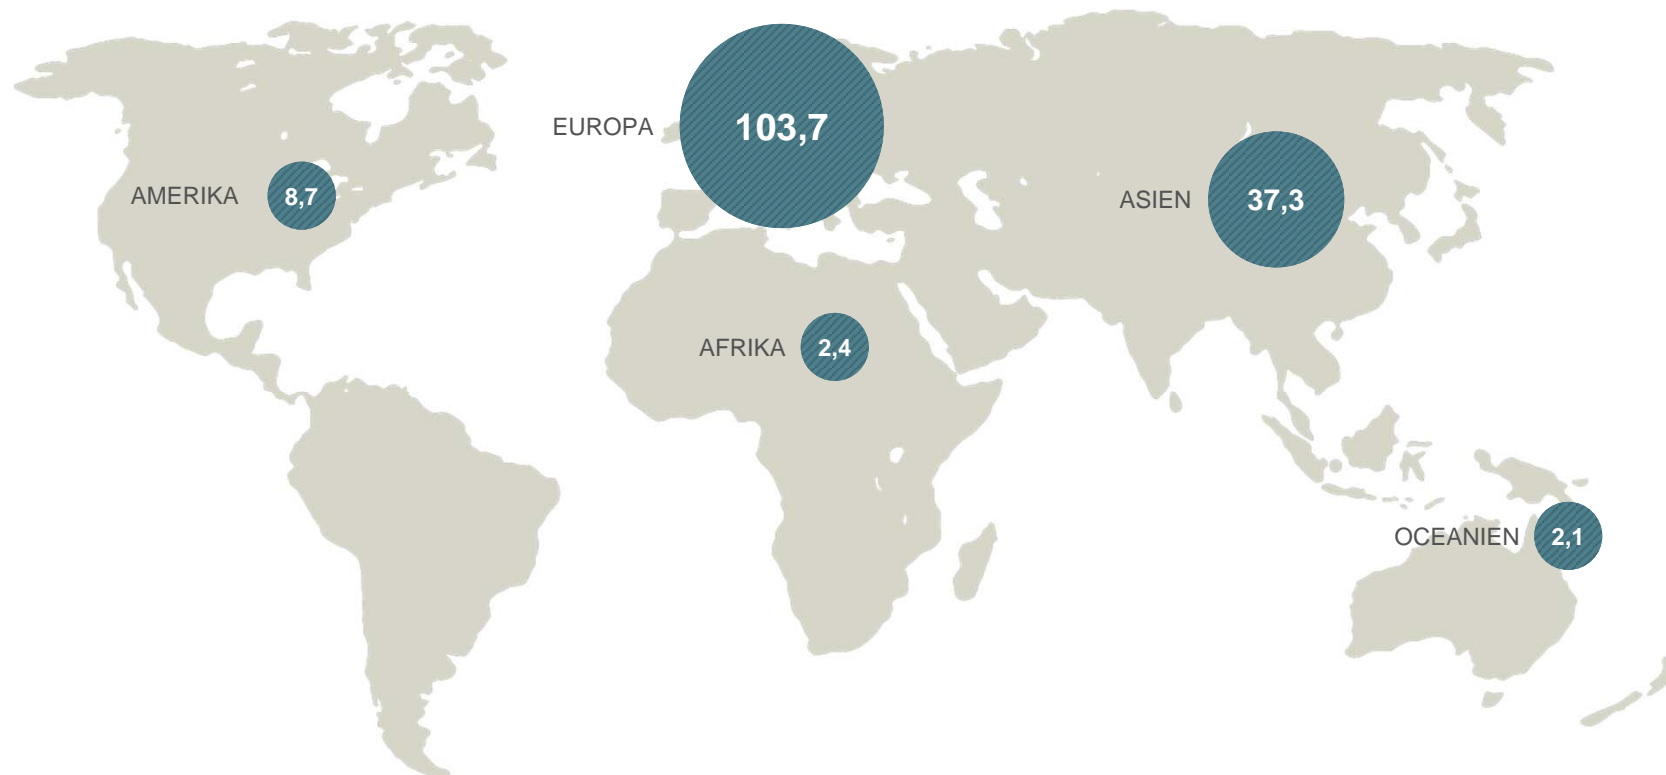 EUROPA 103,7
AMERIKA 8,7
ASIEN 37,3
AFRIKA 2,4
OCEANIEN 2,1